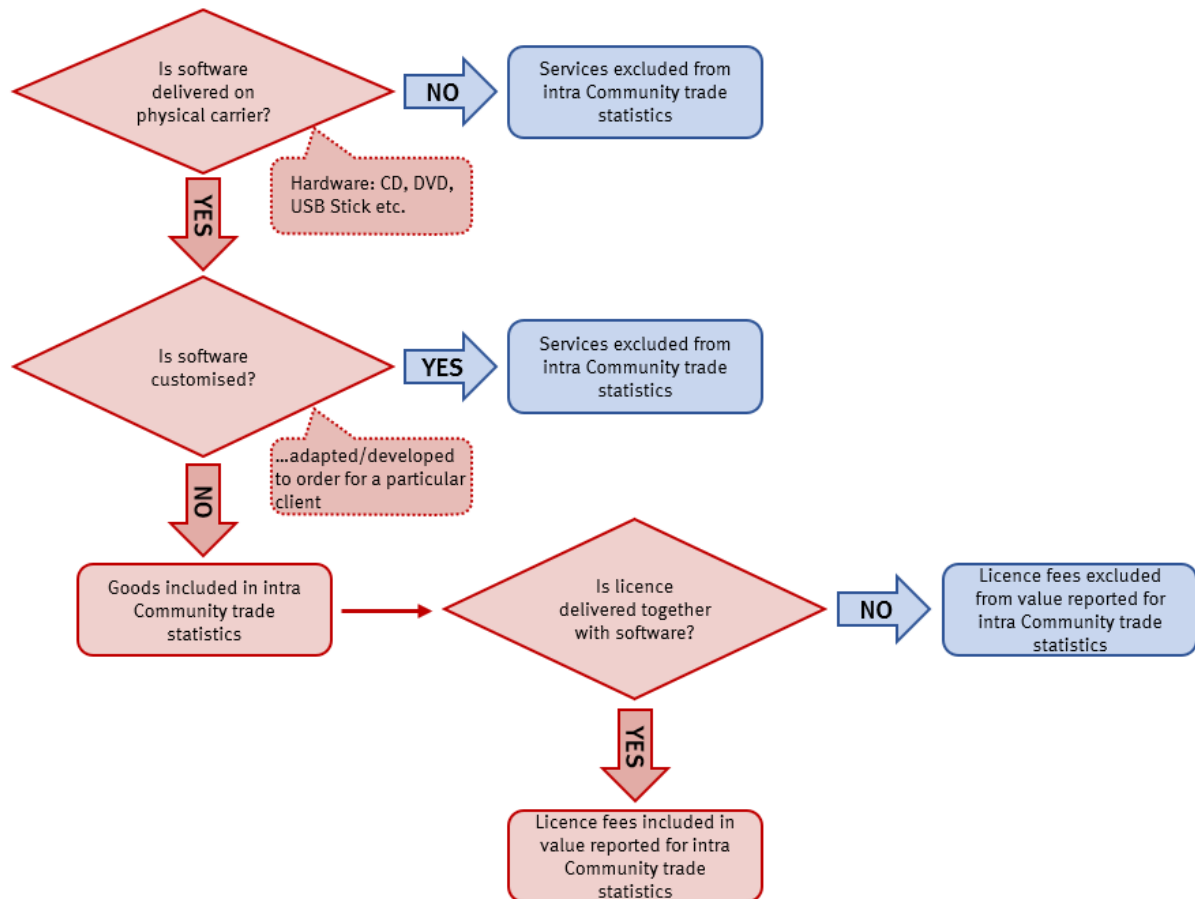 Is software
delivered on
physical carrier?
NO
Services excluded from
intra Community trade
statistics
Hardware: CD, DVD,
USB Stick etc.
YES
Is software
customised?
YES
Services excluded from
intra Community trade
statistics
...adapted/developed
to order for a particular
client
NO
Goods included in intra
Community trade
statistics
Is licence
delivered together
with software?
NO
Licence fees excluded
from value reported for
intra Community trade
statistics
YES
Licence fees included in
value reported for intra
Community trade
statistics